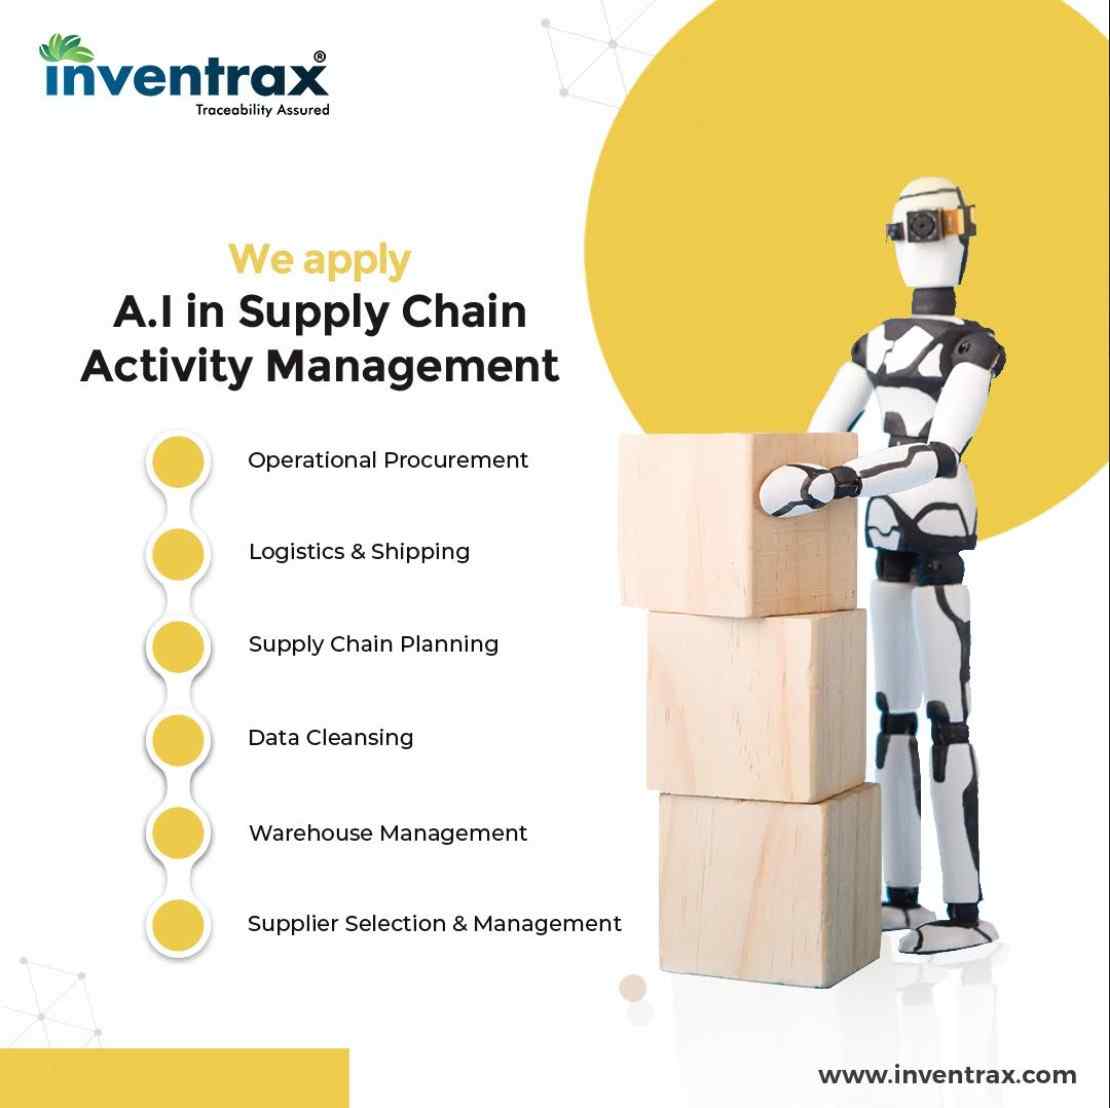 inventrax®
Traceability Assured
We apply
A.I in Supply Chain
Activity Management
Operational Procurement
Logistics & Shipping
Supply Chain Planning
Data Cleansing
Warehouse Management
Supplier Selection & Management
www.inventrax.com